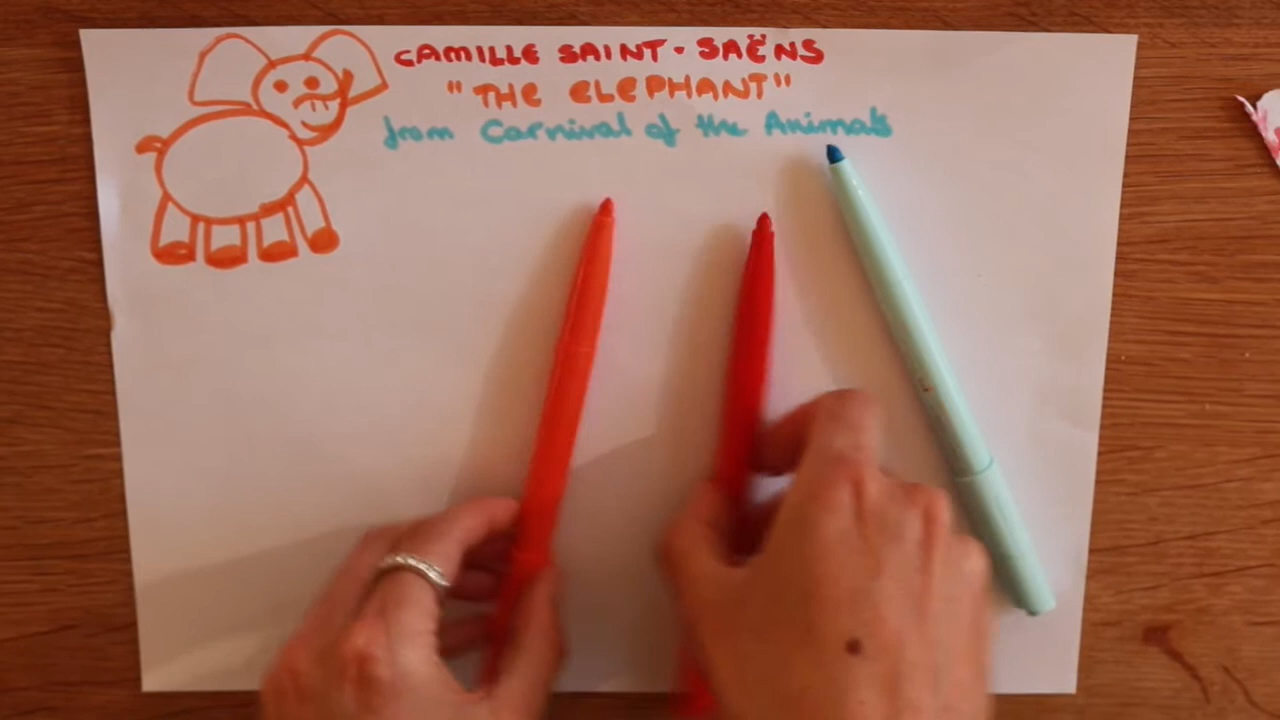 CAMILLE SAINT-SAËNS
"THE ELEPHANT"
from Carnival of the Animals